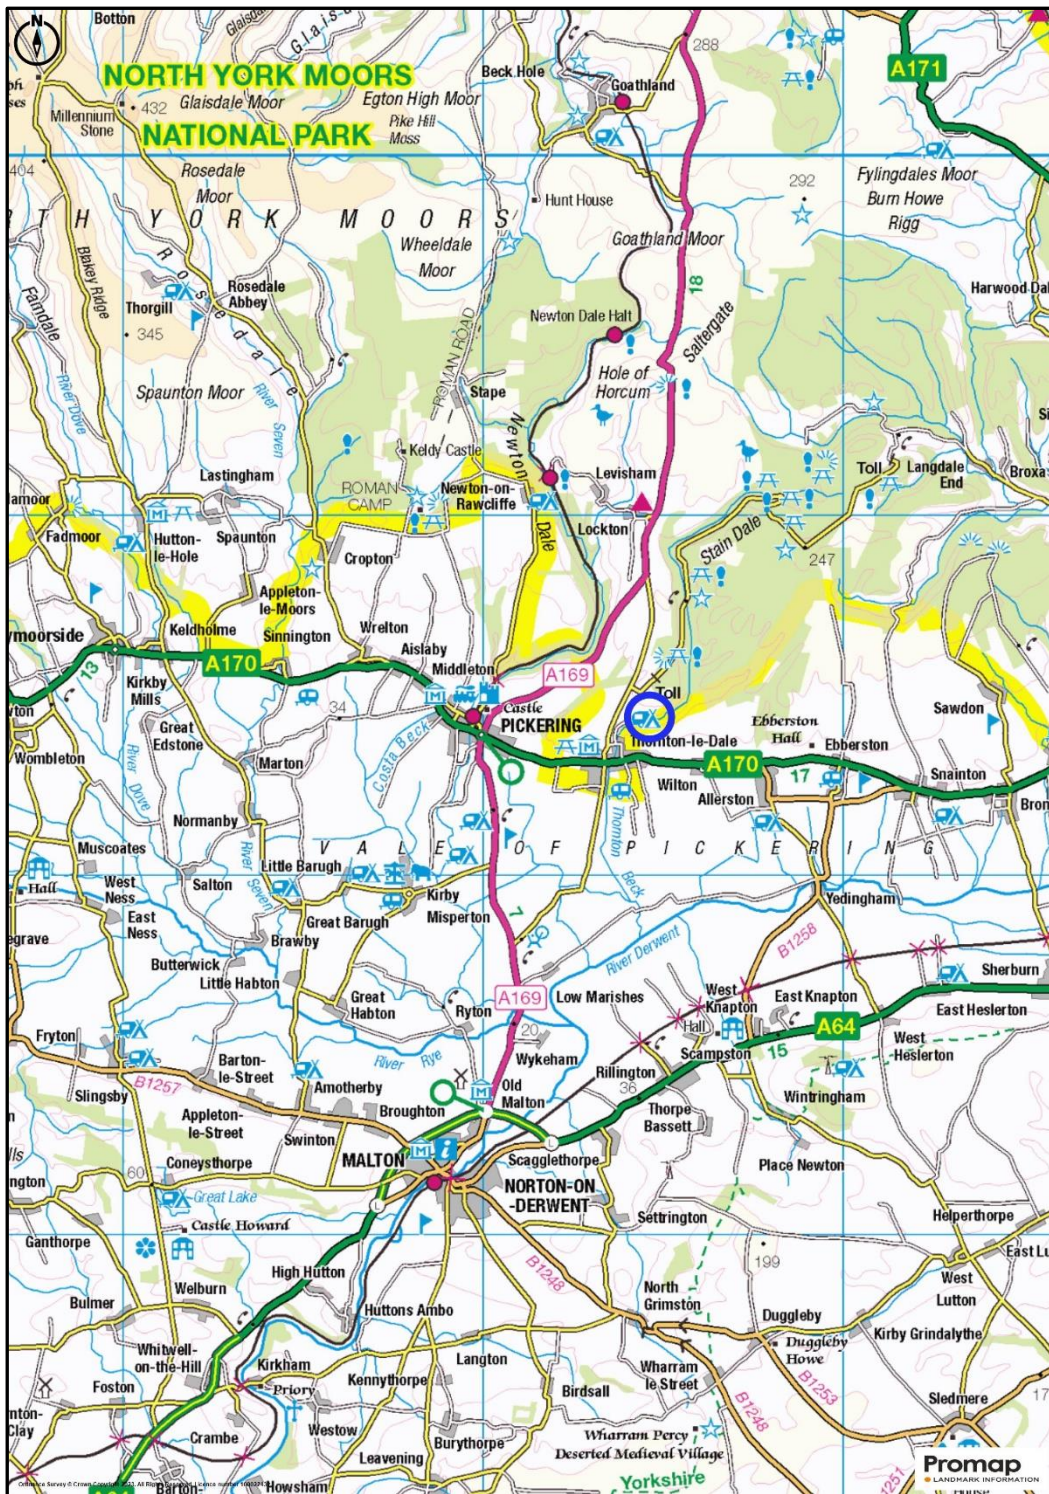 N
Botton
Glaisdale
288
A171
Beck Hole
NORTH YORK MOORS
Goathland
Millennium
Stone
432
Glaisdale Moor
Egton High Moor
Pike Hill
Moss
NATIONAL PARK
404
Rosedale
Moor
Fylingdales Moor
Burn Howe
Rigg
292
Hunt House
YORK MOORS
Wheeldale
Moor
Goathland Moor
Blakey Ridge
Rosedale
Rosedale
Abbey
Thorgill
Farndale
18
Harwood Dal
Newton Dale Halt
Saltergate
345
ROMAN ROAD
Hole of
Horcum
River Dove
Spaunton Moor
River
Seven
Stape
Newton
Dale
Keldy Castle
Toll
Langdale
End
Broxa
Lastingham
Levisham
ROMAN
CAMP
Newton-on-
Rawcliffe
Fadmoor
Hutton-
le-Hole
Spaunton
Lockton
Stain Dale
Cropton
247
Appleton-
le-Moors
Keldholme
Sinnington
Wrelton
ymoorside
Aislaby
13
A170
Middleton
A169
Kirkby
Mills
Toll
Castle
PICKERING
Sawdon
34
Great
Edstone
Ebberston
Hall
Ebberston
Thornton-le-Dale
Wombleton
Costa Beck
Marton
A170
17
Wilton
Allerston
Snainton
River
Dove
Bron
Normanby
Thornton
Beck
Muscoates
VALE OF PICKERING
River Seven
Little Barugh
Hall
West
Ness
Salton
Kirby
Misperton
Yedingham
East
Ness
Great Barugh
7
Brawby
B1258
River Derwent
Butterwick
Little Habton
Sherburn
A169
Low Marishes
West
Knapton
East Knapton
Great
Habton
Ryton
Hall
A64
East Heslerton
Fryton
20
Wykeham
Scampston
15
West
Heslerton
River Rye
Barton-
le-Street
Rillington
36
B1257
Amotherby
Old
Malton
Wintringham
Slingsby
Broughton
Thorpe
Bassett
Appleton-
le-Street
Swinton
MALTON
Scagglethorpe
Place Newton
60
Coneysthorpe
NORTON-ON
-DERWENT
Great Lake
Settrington
Castle Howard
Helperthorpe
Ganthorpe
199
High Hutton
B1248
West
Lutton
Welburn
North
Grimston
Bulmer
Huttons Ambo
Duggleby
Kirby Grindalythe
Whitwell-
on-the-Hill
Duggleby
Howe
Langton
Kirkham
Wharram
le Street
Foston
Priory
Kennythorpe
Birdsall
B1253
Sledmere
B1248
Crambe
Westow
Burythorpe
Wharram Percy
Deserted Medieval Village
Leavening
B1251
Howsham
Yorkshire
Promap
LANDMARK INFORMATION